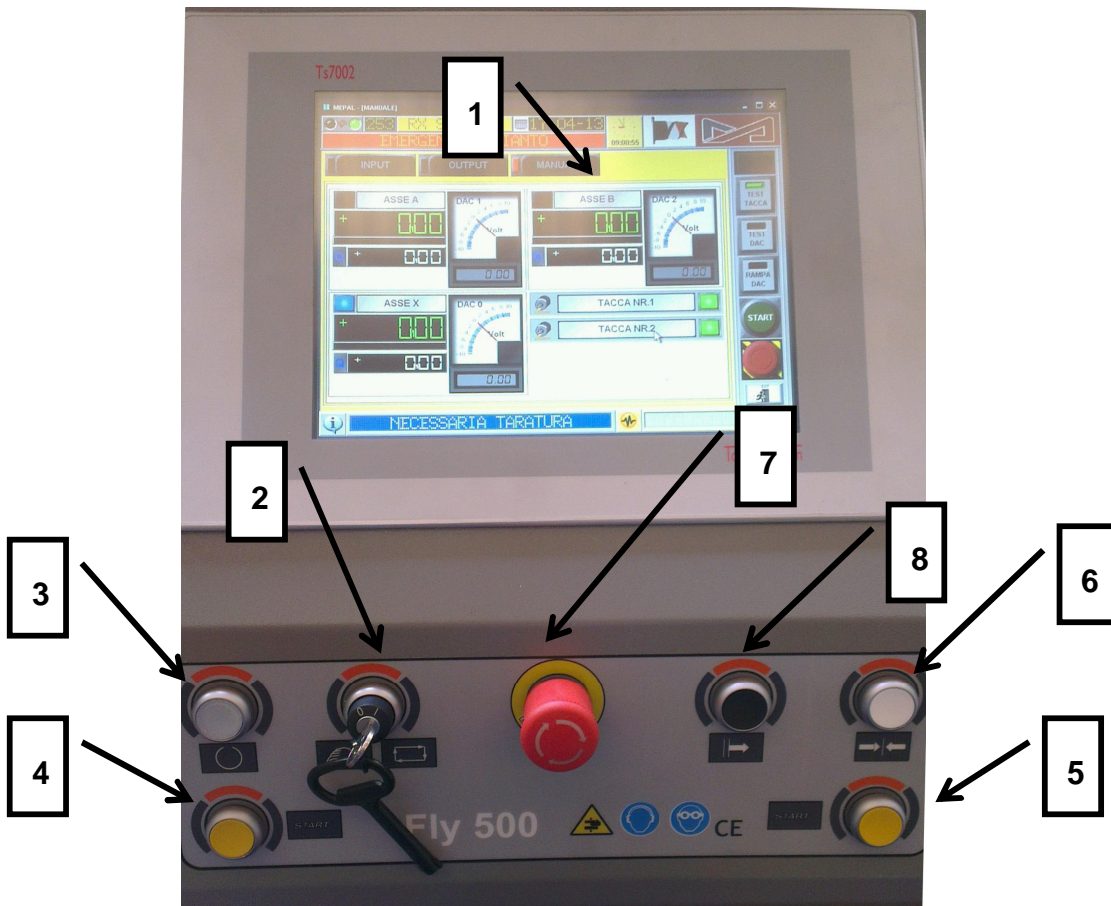 Ts7002
MEPAL - [MANUALE]
INPUT
OUTPUT
ASSE A
0.00
0.00
DAC 1
Volt
0.00
ASSE B
0.00
0.00
DAC 2
0.00
TEST
TACCA
TEST
DAC
RAMPA
DAC
START
ASSE X
0.00
0.00
DAC 0
Volt
0.00
TACCA NR.1
TACCA NR.2
NECESSARIA TARATURA
1
2
3
4
5
6
7
8
0
START
Fly 500
CE
START